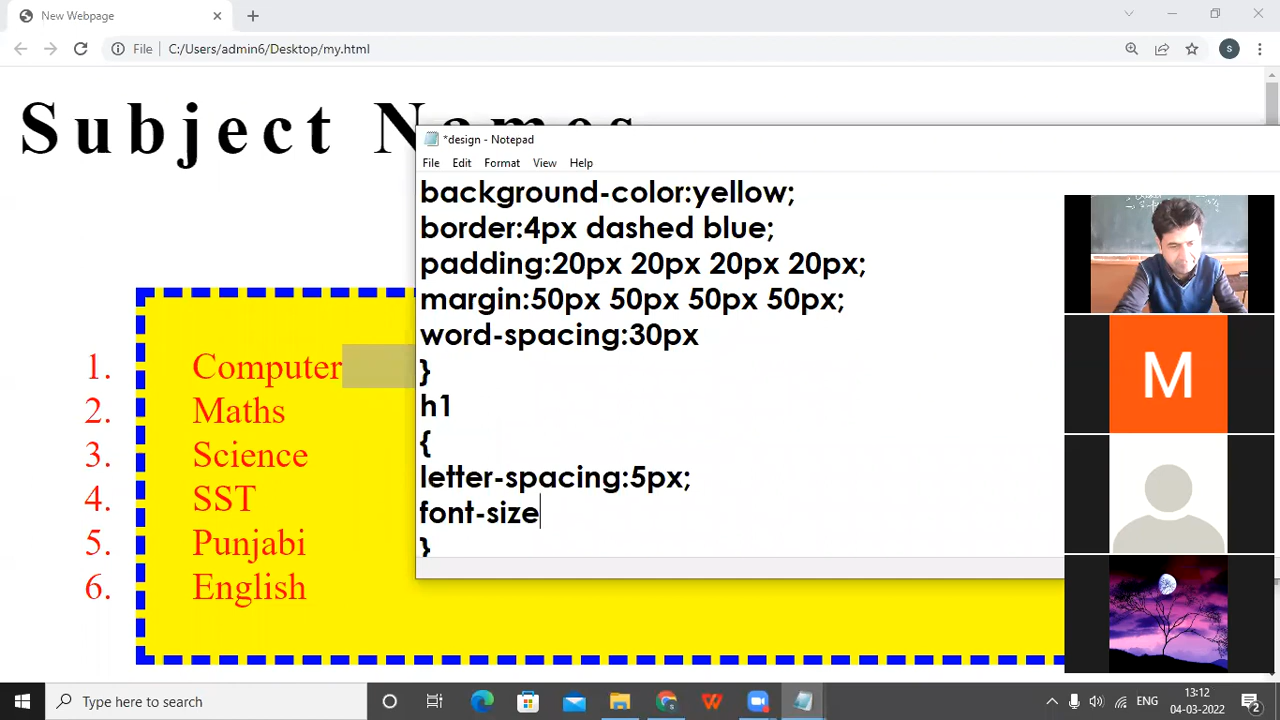 New Webpage
File
C:/Users/admin6/Desktop/my.html
S
Subject Names
*design - Notepad
File Edit Format View Help
background-color:yellow;
border:4px dashed blue;
padding:20px 20px 20px 20px;
margin:50px 50px 50px 50px;
word-spacing:30px
}
h1
{
letter-spacing:5px;
font-size
}
1. Computer
2. Maths
3. Science
4. SST
5. Punjabi
6. English
M
Type here to search
ENG
13:12
04-03-2022
2